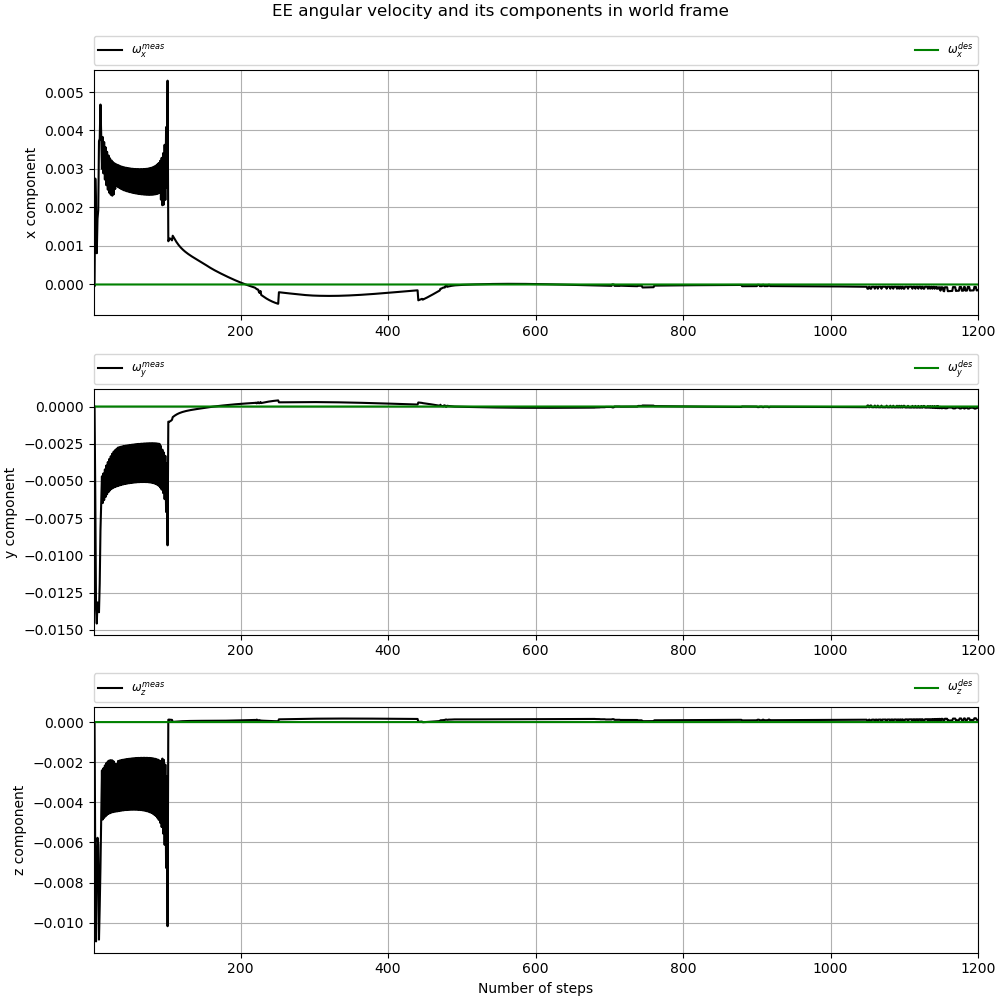 EE angular velocity and its components in world frame
ω_x^meas ω_x^des
0.005
0.004
0.003
0.002
0.001
0.000
x component
200 400 600 800 1000 1200
ω_y^meas ω_y^des
0.0000
−0.0025
−0.0050
−0.0075
−0.0100
−0.0125
−0.0150
y component
200 400 600 800 1000 1200
ω_z^meas ω_z^des
0.000
−0.002
−0.004
−0.006
−0.008
−0.010
z component
200 400 600 800 1000 1200
Number of steps